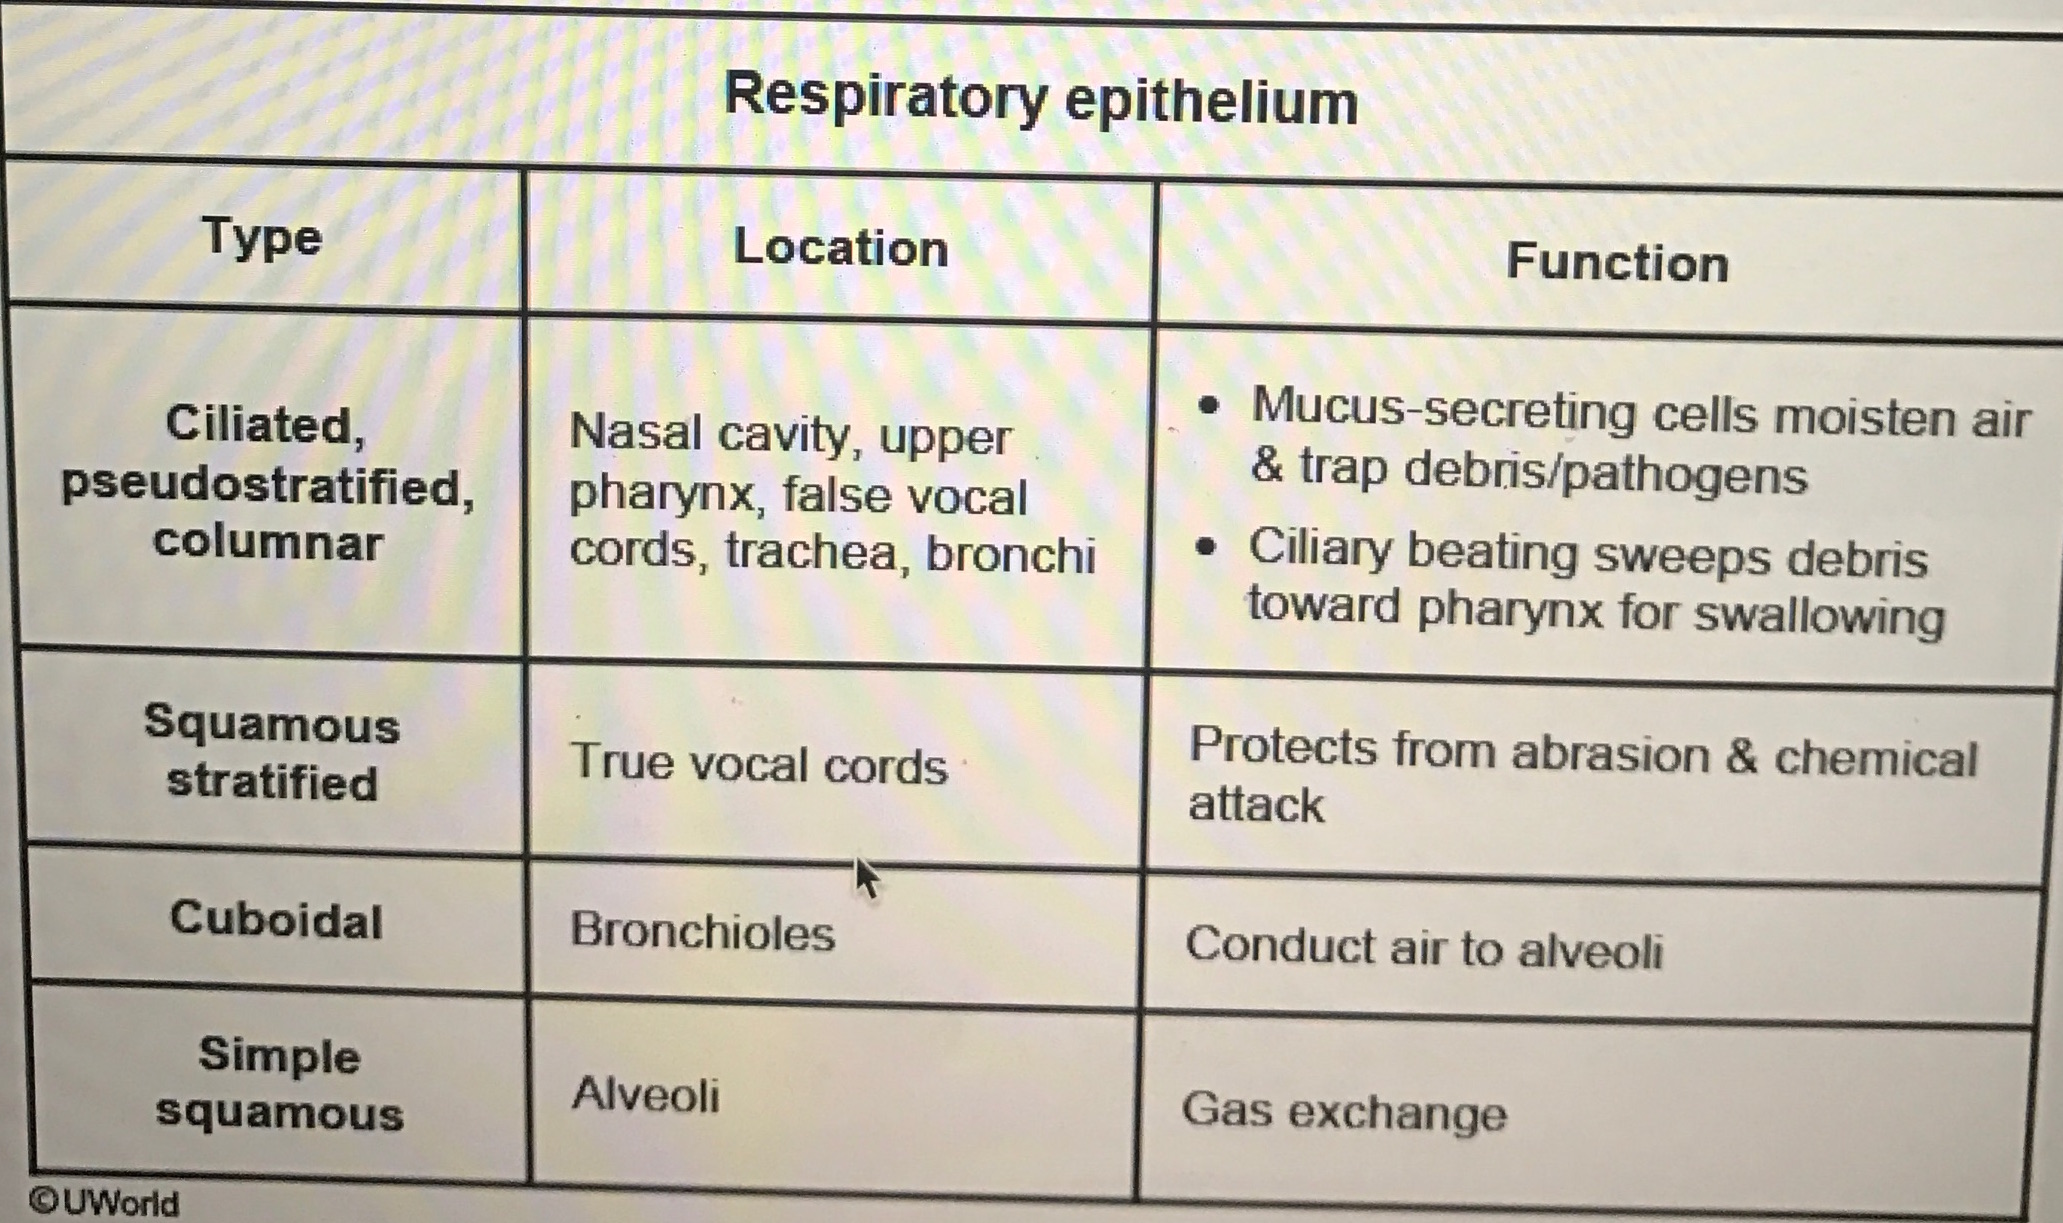 Respiratory epithelium
Type
Location
Function
Ciliated,
pseudostratified,
columnar
Nasal cavity, upper
pharynx, false vocal
cords, trachea, bronchi
• Mucus-secreting cells moisten air
& trap debris/pathogens
• Ciliary beating sweeps debris
toward pharynx for swallowing
Squamous
stratified
True vocal cords
Protects from abrasion & chemical
attack
Cuboidal
Bronchioles
Conduct air to alveoli
Simple
squamous
Alveoli
Gas exchange
©UWorld